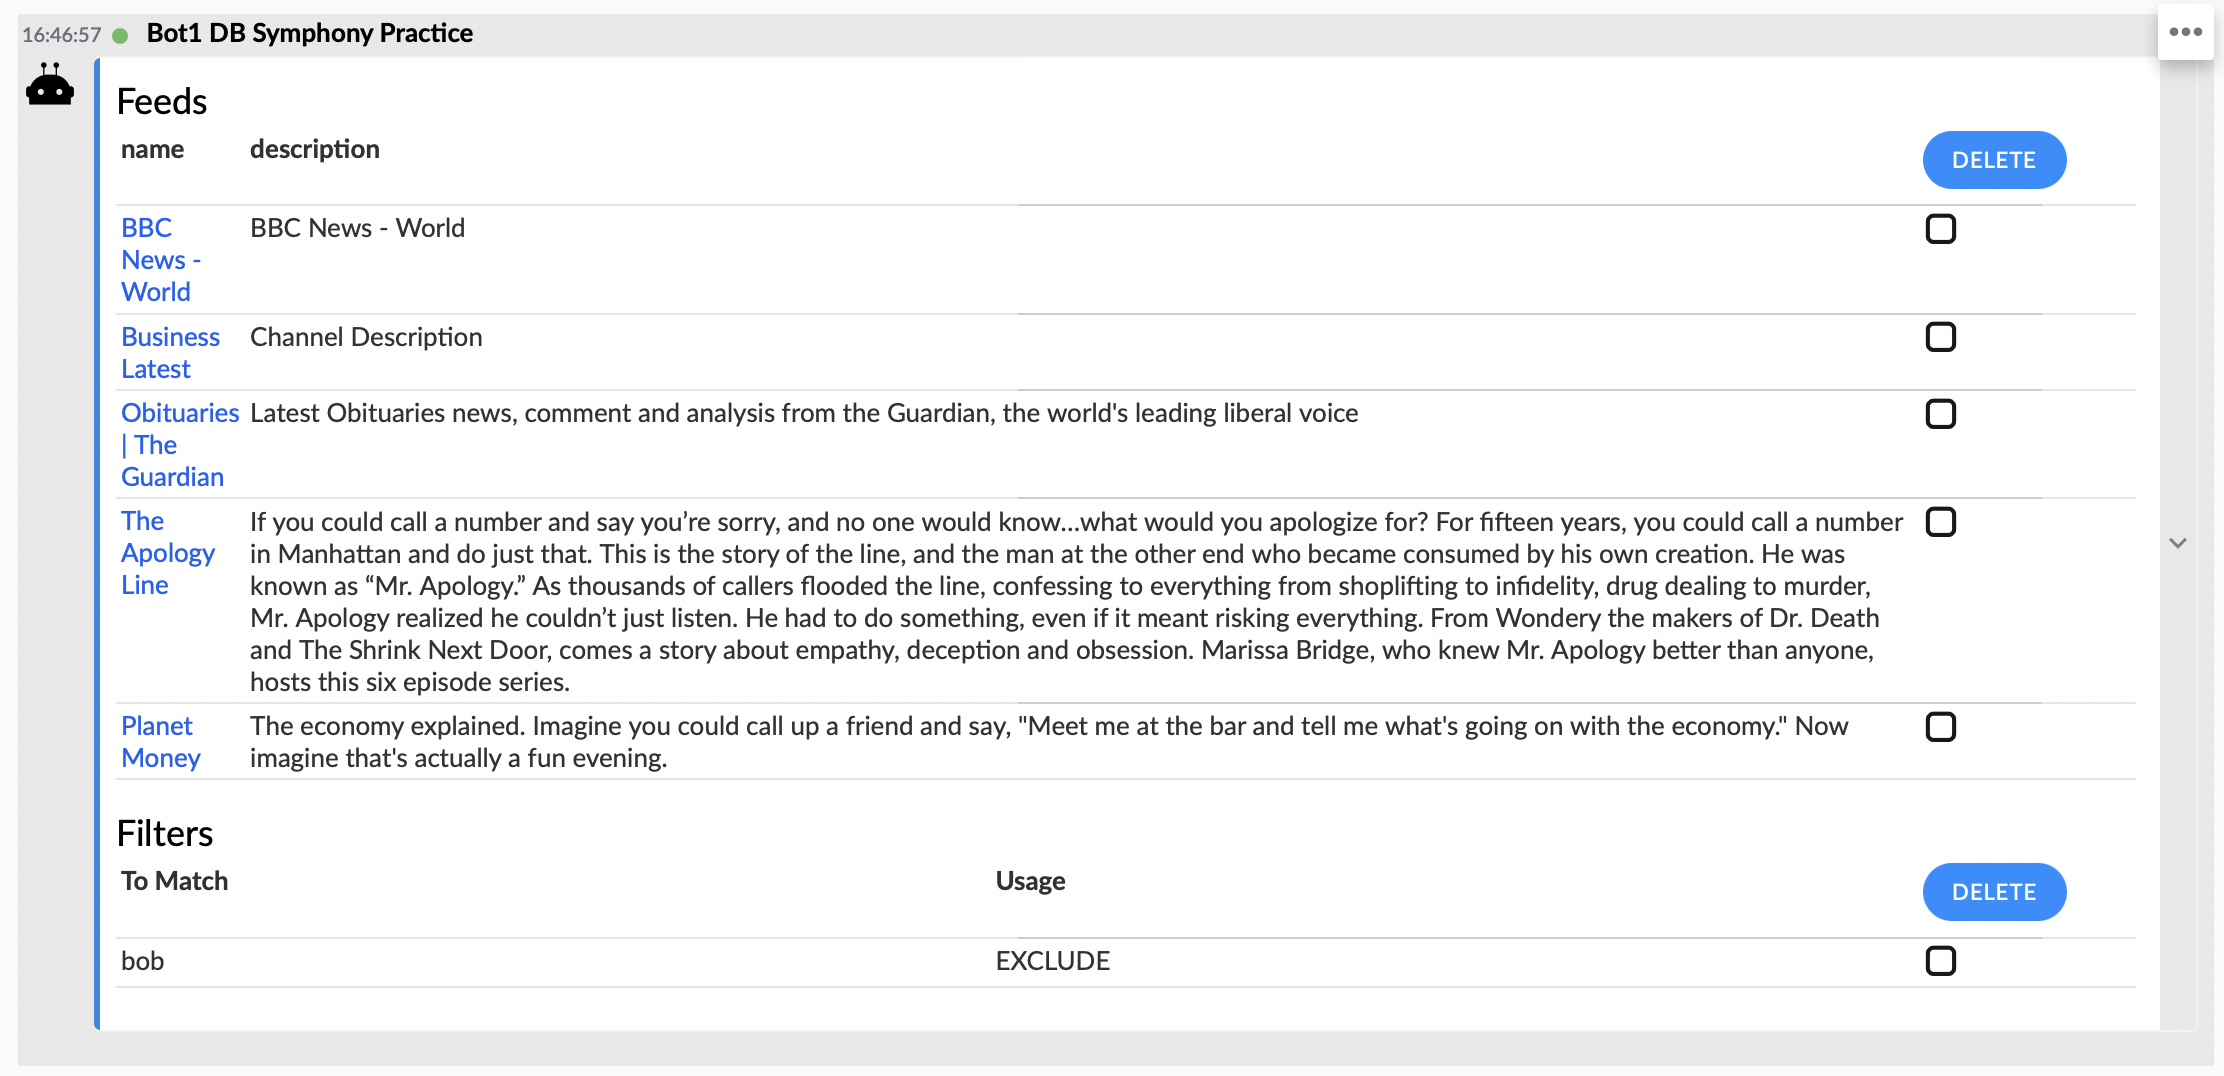 16:46:57 Bot1 DB Symphony Practice
Feeds
name description DELETE
BBC BBC News - World
News -
World
Business Channel Description
Latest
Obituaries Latest Obituaries news, comment and analysis from the Guardian, the world's leading liberal voice
| The
Guardian
The If you could call a number and say you’re sorry, and no one would know...what would you apologize for? For fifteen years, you could call a number
Apology in Manhattan and do just that. This is the story of the line, and the man at the other end who became consumed by his own creation. He was
Line known as “Mr. Apology.” As thousands of callers flooded the line, confessing to everything from shoplifting to infidelity, drug dealing to murder,
Mr. Apology realized he couldn’t just listen. He had to do something, even if it meant risking everything. From Wondery the makers of Dr. Death
and The Shrink Next Door, comes a story about empathy, deception and obsession. Marissa Bridge, who knew Mr. Apology better than anyone,
hosts this six episode series.
Planet The economy explained. Imagine you could call up a friend and say, "Meet me at the bar and tell me what's going on with the economy." Now
Money imagine that's actually a fun evening.
Filters
To Match Usage DELETE
bob EXCLUDE